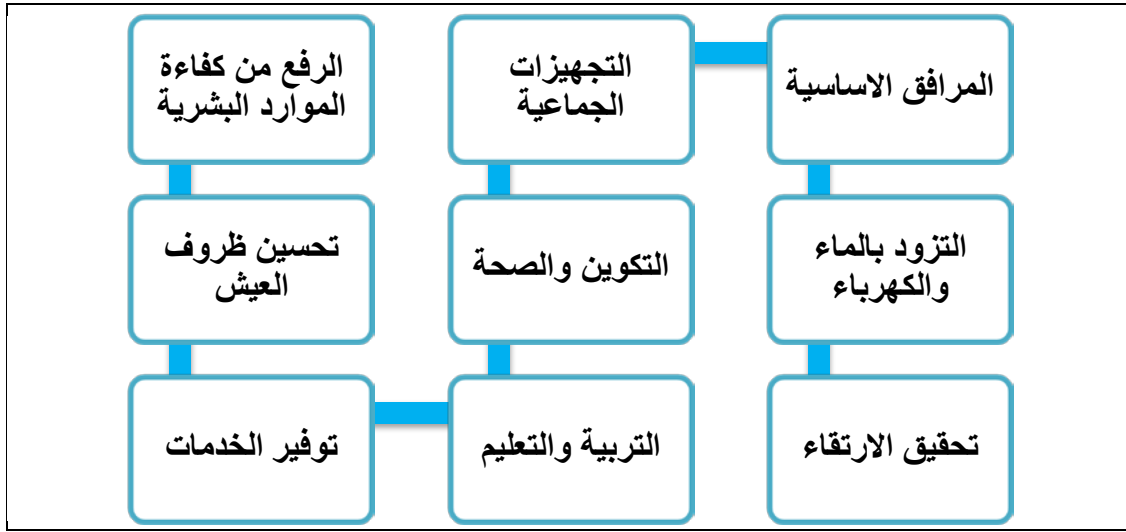 الرفع من كفاءة
الموارد البشرية
تحسين ظروف
العيش
توفير الخدمات
التربية والتعليم
التكوين والصحة
التجهيزات
الجماعية
المرافق الاساسية
التزود بالماء
والكهرباء
تحقيق الارتقاء